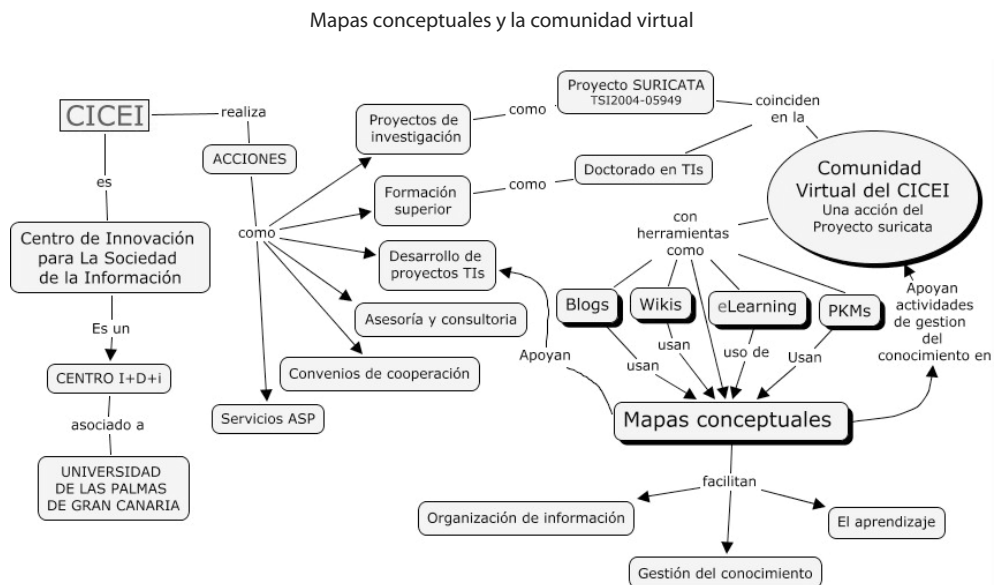 Mapas conceptuales y la comunidad virtual
CICEI
realiza
ACCIONES
es
Centro de Innovación
para La Sociedad
de la Información
Es un
CENTRO I+D+i
asociado a
UNIVERSIDAD
DE LAS PALMAS
DE GRAN CANARIA
como
Proyectos de
investigación
Formación
superior
Desarrollo de
proyectos TIs
Asesoría y consultoria
Convenios de cooperación
Servicios ASP
como
Proyecto SURICATA
TSI2004-05949
como
Doctorado en TIs
coinciden
en la
Comunidad
Virtual del CICEI
Una acción del
Proyecto suricata
con
herramientas
como
Blogs
Wikis
eLearning
PKMs
usan
usan
uso de
Usan
Apoyan
Apoyan
actividades
de gestion
del
conocimiento en
Mapas conceptuales
facilitan
Organización de información
Gestión del conocimiento
El aprendizaje